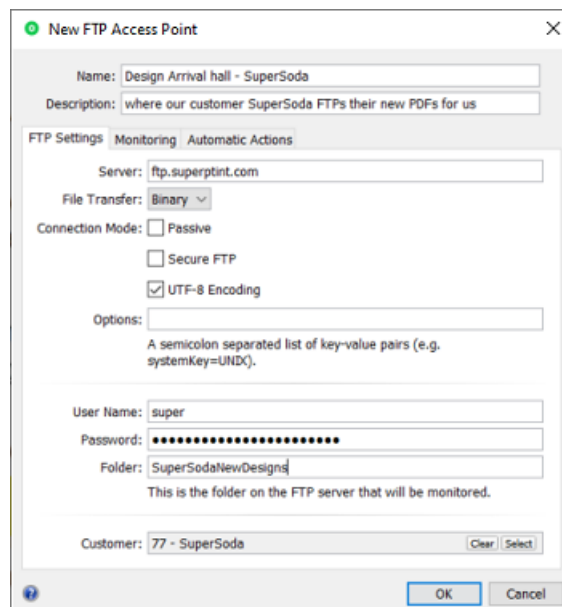 New FTP Access Point
Name: Design Arrival hall - SuperSoda
Description: where our customer SuperSoda FTPs their new PDFs for us
FTP Settings Monitoring Automatic Actions
Server: ftp.superptint.com
File Transfer: Binary
Connection Mode: Passive
Secure FTP
UTF-8 Encoding
Options:
A semicolon separated list of key-value pairs (e.g.
systemKey=UNIX).
User Name: super
Password: ••••••••••••••••••••••••
Folder: SuperSodaNewDesigns
This is the folder on the FTP server that will be monitored.
Customer: 77 - SuperSoda Clear Select
OK Cancel